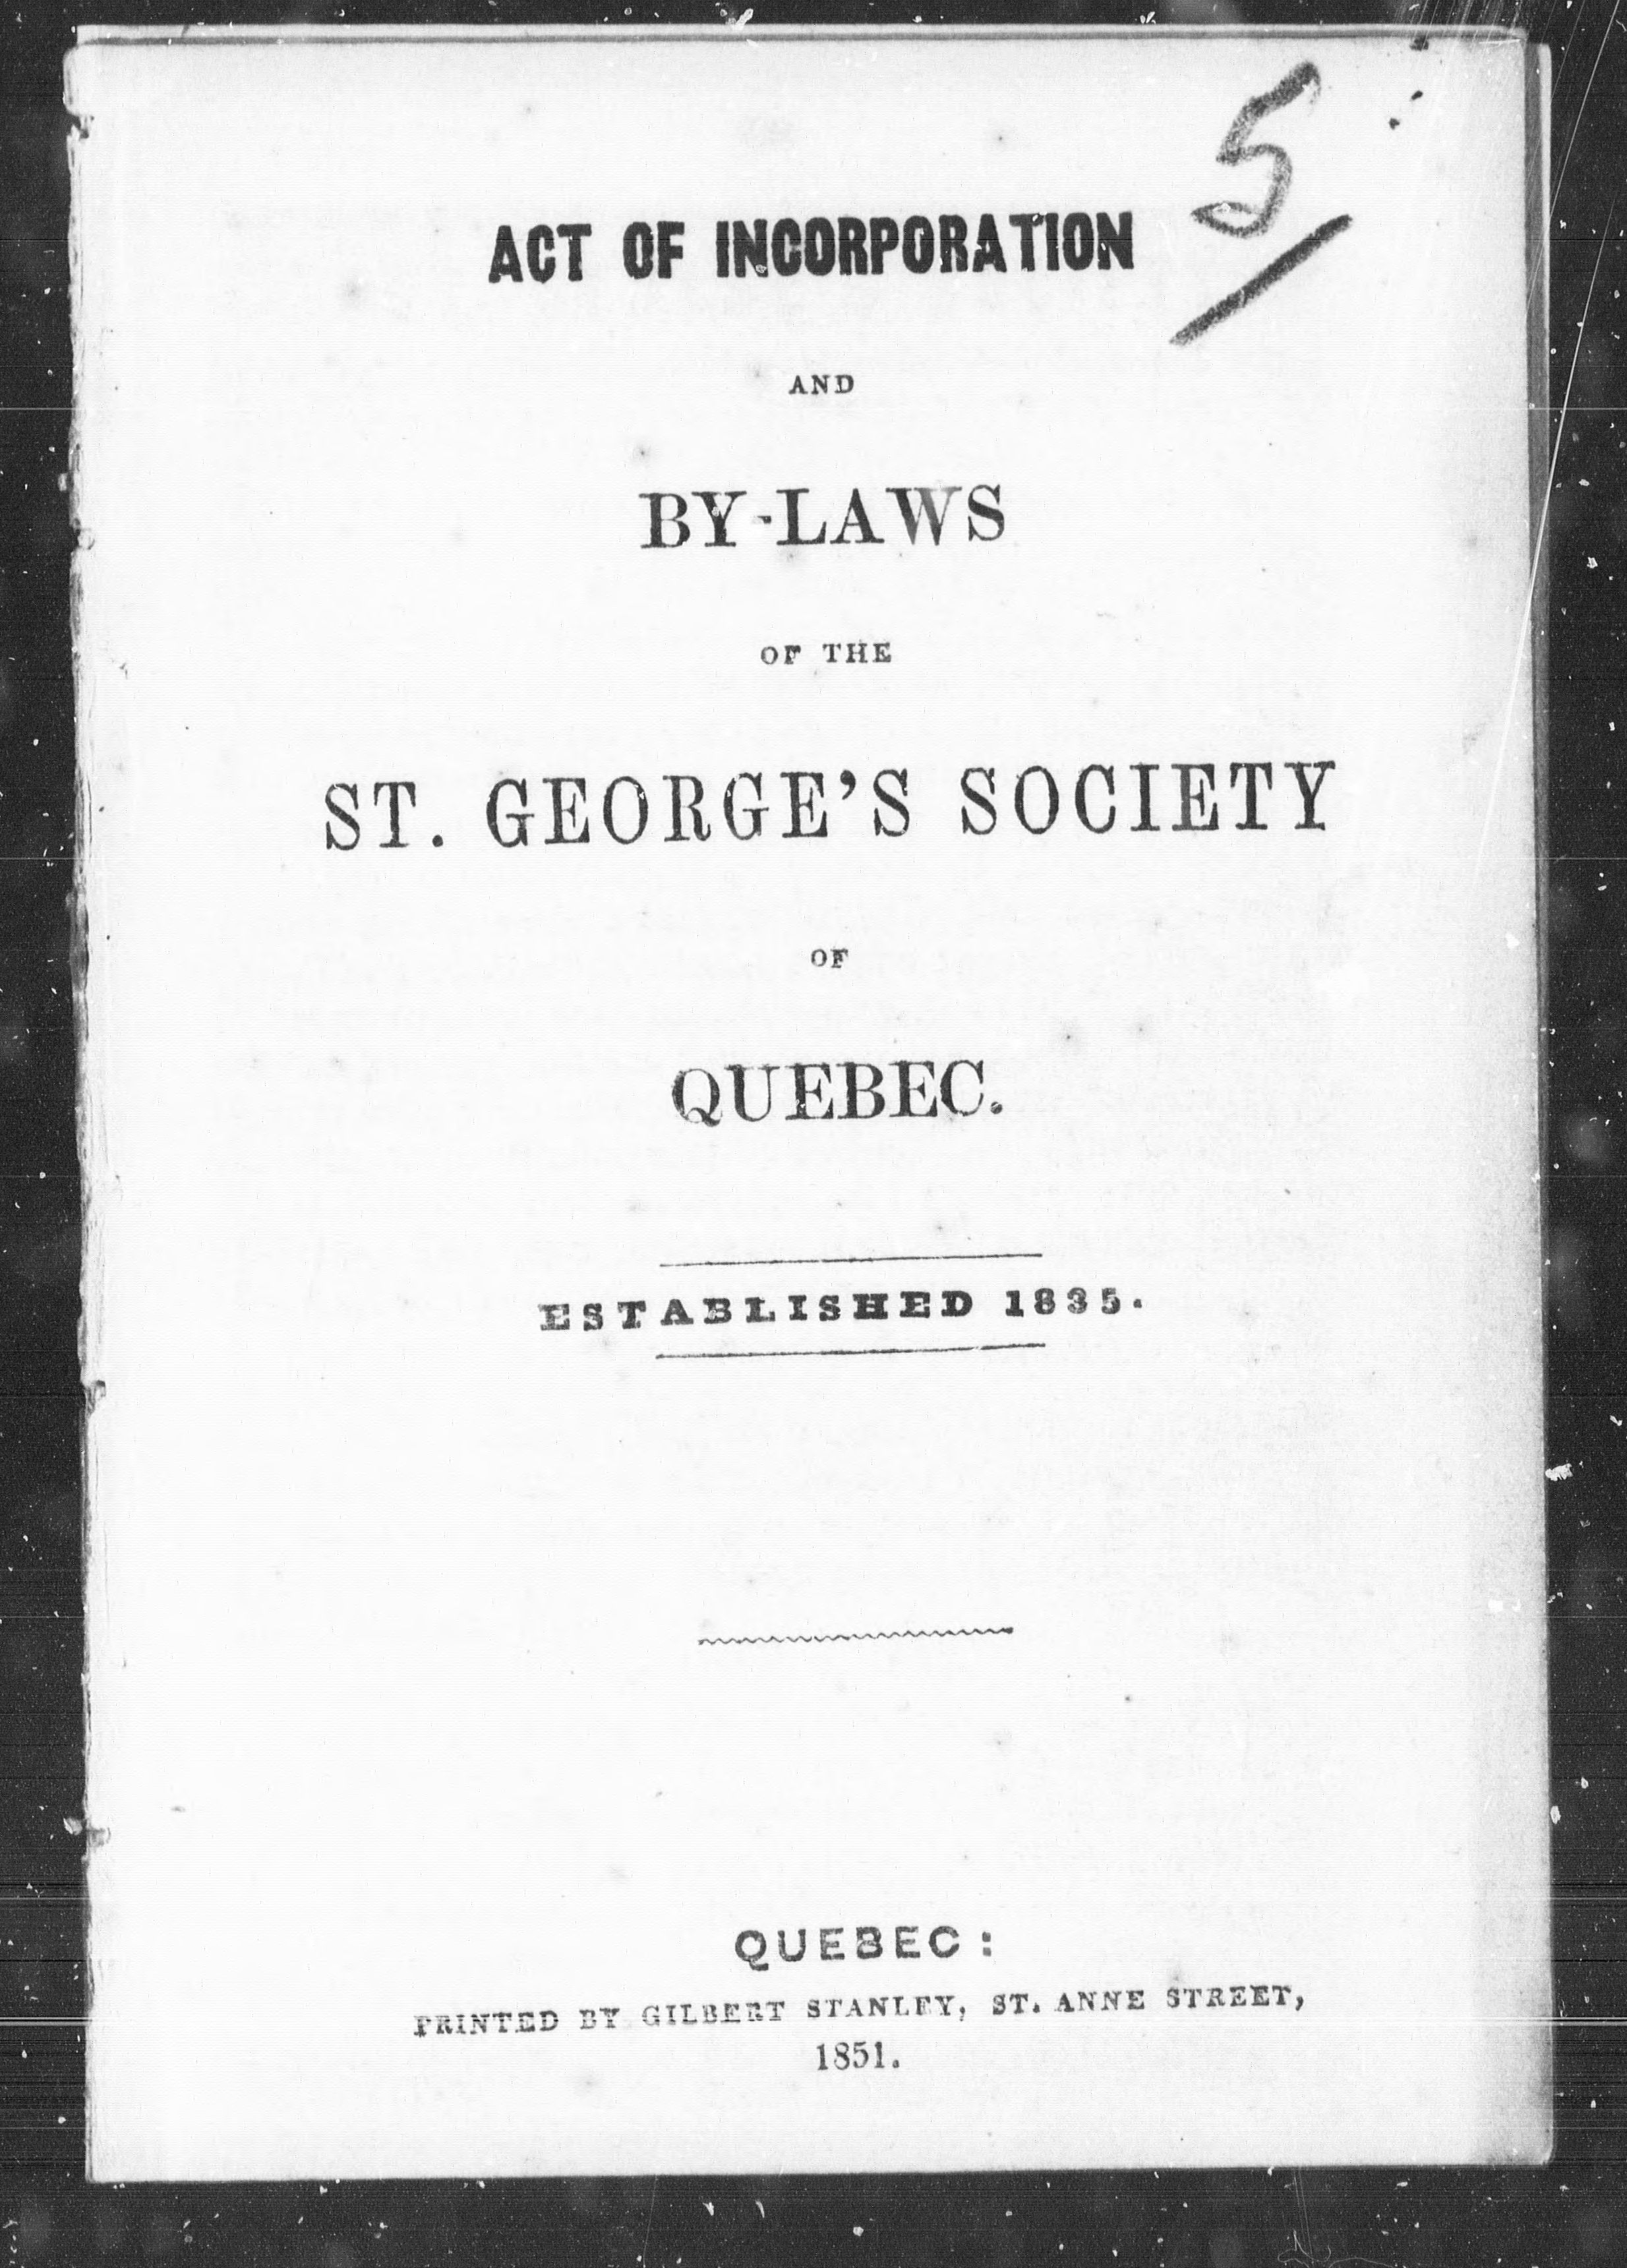 5
ACT OF INCORPORATION
AND
BY-LAWS
OF THE
ST. GEORGE'S SOCIETY
OF
QUEBEC.
ESTABLISHED 1835.
QUEBEC:
PRINTED BY GILBERT STANLEY, ST. ANNE STREET,
1851.